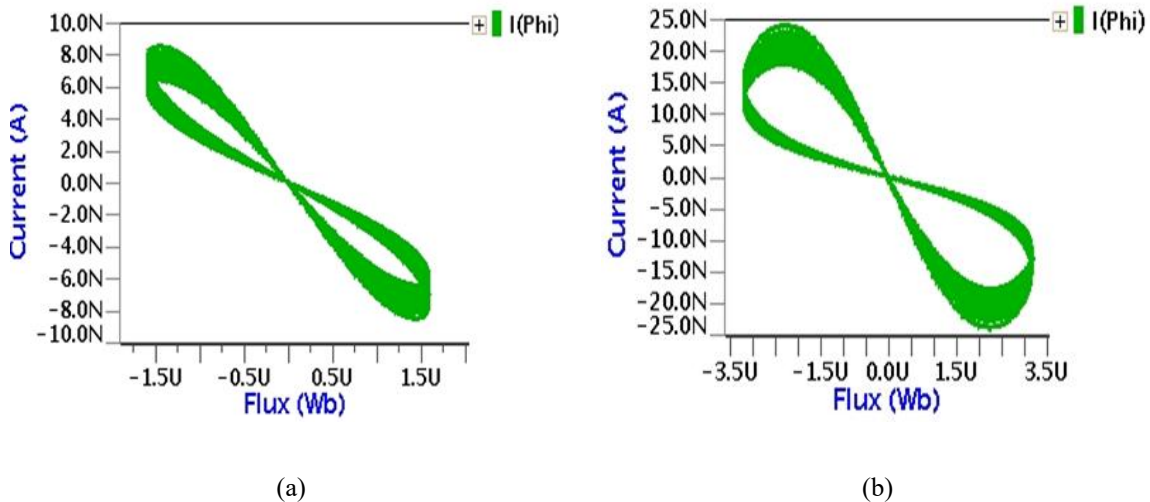 10.0N
8.0N
6.0N
4.0N
2.0N
0.0N
-2.0N
-4.0N
-6.0N
-8.0N
-10.0N
Current (A)
-1.5U -0.5U 0.5U 1.5U
Flux (Wb)
+ I(Phi)
(a)
25.0N
20.0N
15.0N
10.0N
5.0N
0.0N
-5.0N
-10.0N
-15.0N
-20.0N
-25.0N
Current (A)
-3.5U -1.5U 0.0U 1.5U 3.5U
Flux (Wb)
+ I(Phi)
(b)